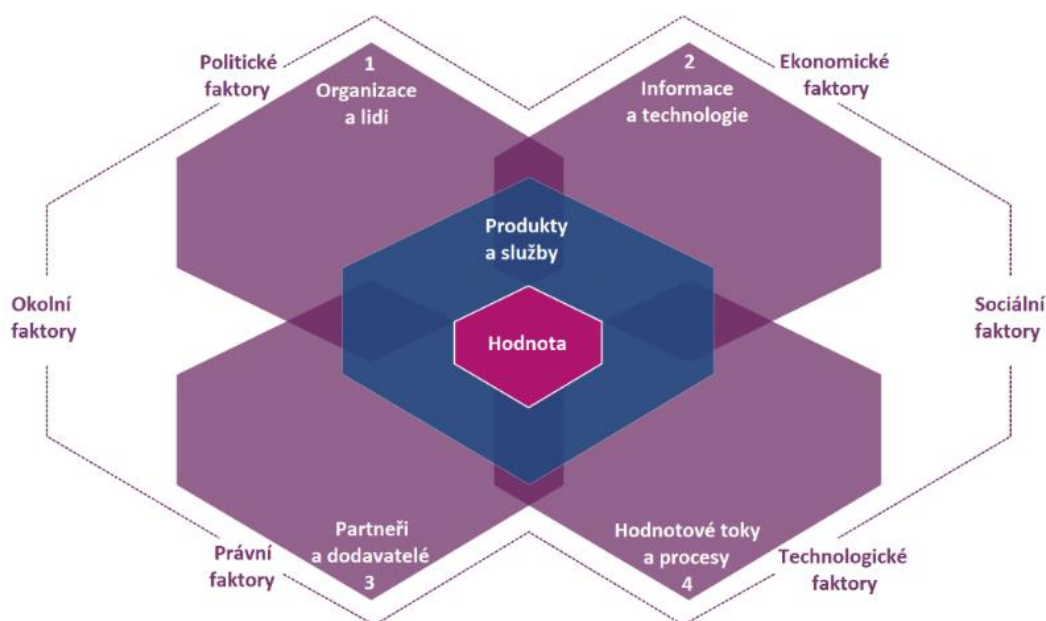 Politické
faktory
1
Organizace
a lidi
2
Informace
a technologie
Ekonomické
faktory
Produkty
a služby
Okolní
faktory
Hodnota
Sociální
faktory
Právní
faktory
Partneři
a dodavatelé
3
Hodnotové toky
a procesy
4
Technologické
faktory